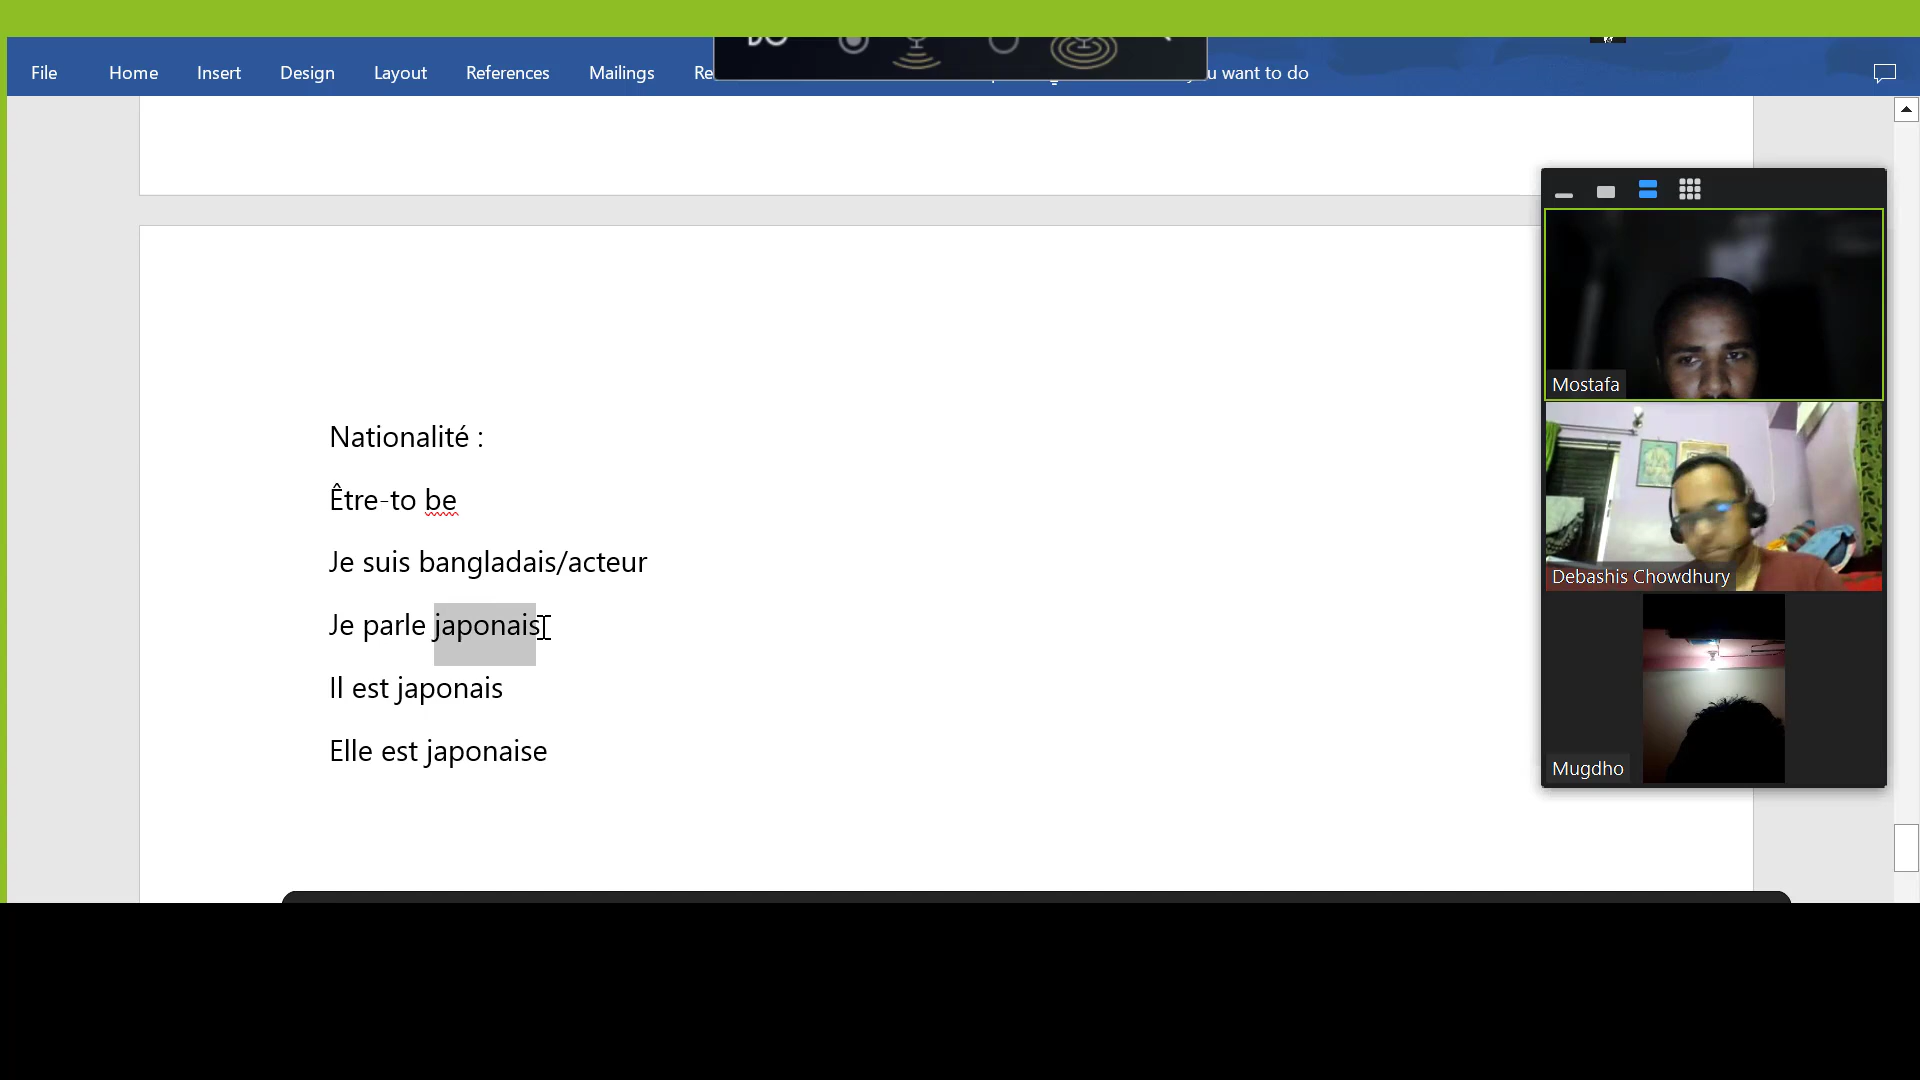 File Home Insert Design Layout References Mailings
u want to do
Nationalité :
Être-to be
Je suis bangladais/acteur
Je parle japonais
Il est japonais
Elle est japonaise
Mostafa
Debashis Chowdhury
Mugdho